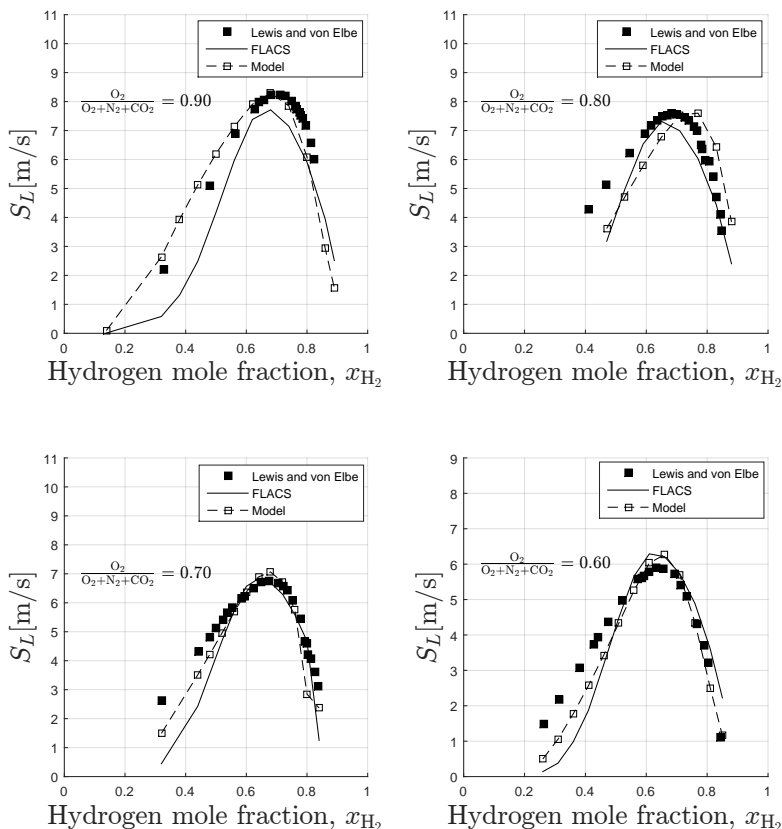 11
10
9
8
7
6
5
4
3
2
1
0
S_L[m/s]
Lewis and von Elbe
FLACS
Model
O₂/(O₂+N₂+CO₂) = 0.90
0 0.2 0.4 0.6 0.8 1
Hydrogen mole fraction, x_H₂
11
10
9
8
7
6
5
4
3
2
1
0
S_L[m/s]
Lewis and von Elbe
FLACS
Model
O₂/(O₂+N₂+CO₂) = 0.80
0 0.2 0.4 0.6 0.8 1
Hydrogen mole fraction, x_H₂
11
10
9
8
7
6
5
4
3
2
1
0
S_L[m/s]
Lewis and von Elbe
FLACS
Model
O₂/(O₂+N₂+CO₂) = 0.70
0 0.2 0.4 0.6 0.8 1
Hydrogen mole fraction, x_H₂
9
8
7
6
5
4
3
2
1
0
S_L[m/s]
Lewis and von Elbe
FLACS
Model
O₂/(O₂+N₂+CO₂) = 0.60
0 0.2 0.4 0.6 0.8 1
Hydrogen mole fraction, x_H₂